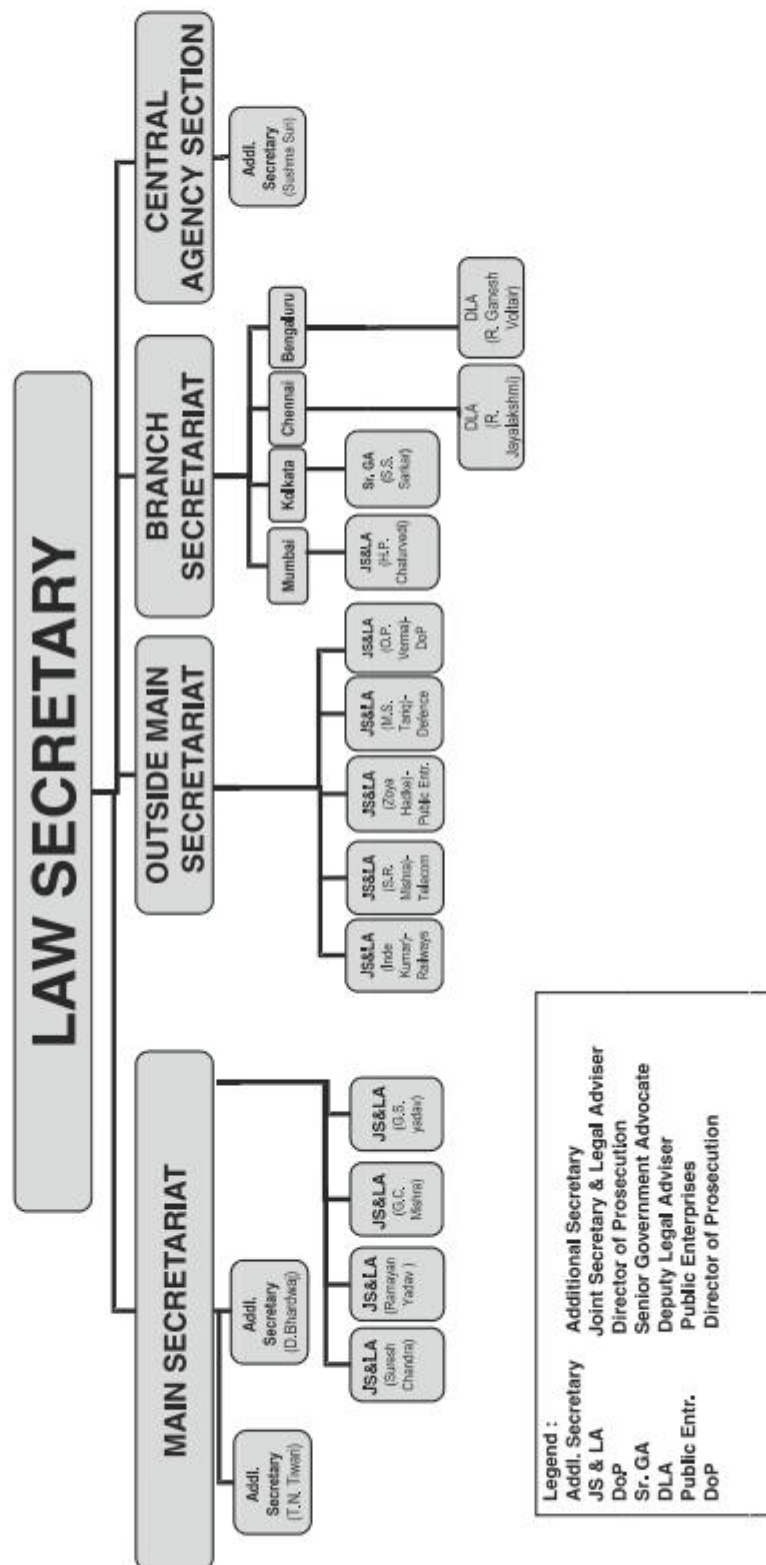 LAW SECRETARY
MAIN SECRETARIAT
Addl.
Secretary
(T.N. Tiwari)
Addl.
Secretary
(D.Bhardwaj)
JS&LA
(Suresh
Chandra)
JS&LA
(Ramayan
Yadav )
JS&LA
(G.C.
Mishra)
JS&LA
(G.S.
yadav)
OUTSIDE MAIN
SECRETARIAT
JS&LA
(Inde
Kumar)-
Railways
JS&LA
(S.R.
Mishra)-
Telecom
JS&LA
(Zoya
Hadke)-
Public Entr.
JS&LA
(M.S.
Tariq)-
Defence
JS&LA
(O.P.
Verma)-
DoP
BRANCH
SECRETARIAT
Mumbai
Kolkata
Chennai
Bengaluru
JS&LA
(H.P.
Chaturvedi)
Sr. GA
(S.S.
Sarkar)
DLA
(R.
Jayalakshmi)
DLA
(R. Ganesh
Voltair)
CENTRAL
AGENCY SECTION
Addl.
Secretary
(Sushma Suri)
Legend :
Addl. Secretary Additional Secretary
JS & LA Joint Secretary & Legal Adviser
DoP Director of Prosecution
Sr. GA Senior Government Advocate
DLA Deputy Legal Adviser
Public Entr. Public Enterprises
DoP Director of Prosecution